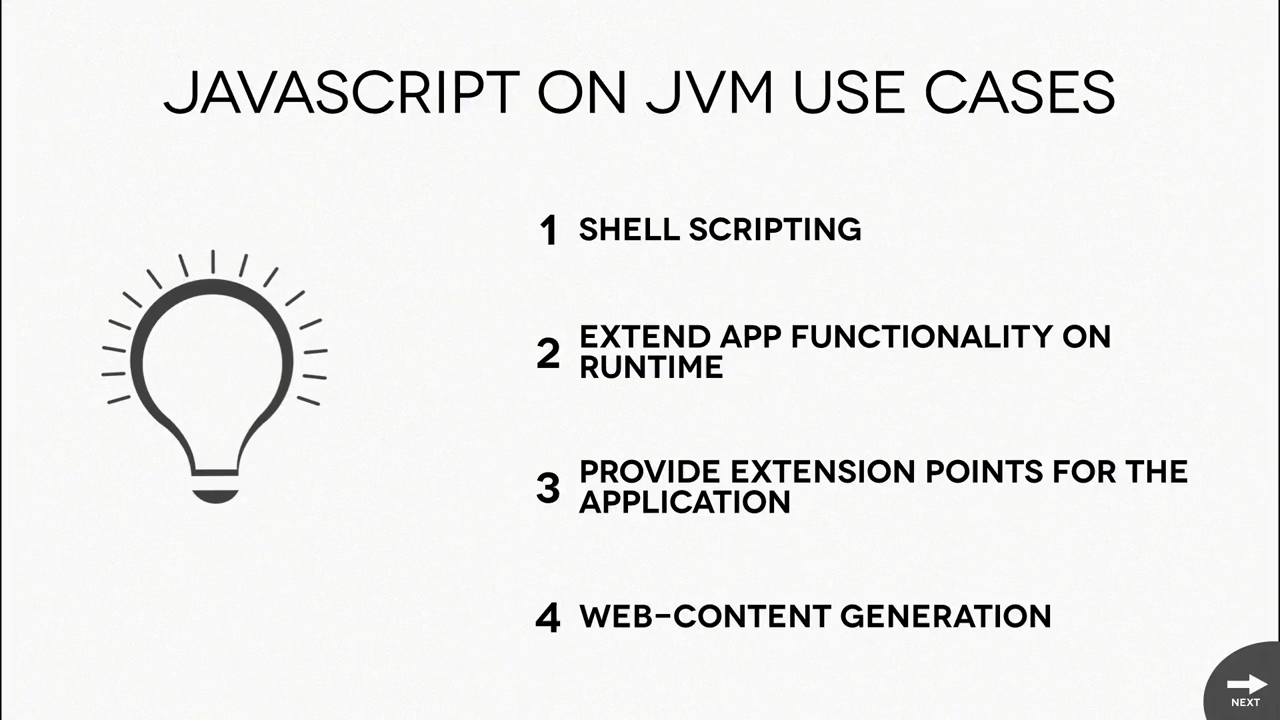 JAVASCRIPT ON JVM USE CASES
1 SHELL SCRIPTING
2 EXTEND APP FUNCTIONALITY ON
RUNTIME
3 PROVIDE EXTENSION POINTS FOR THE
APPLICATION
4 WEB-CONTENT GENERATION
NEXT